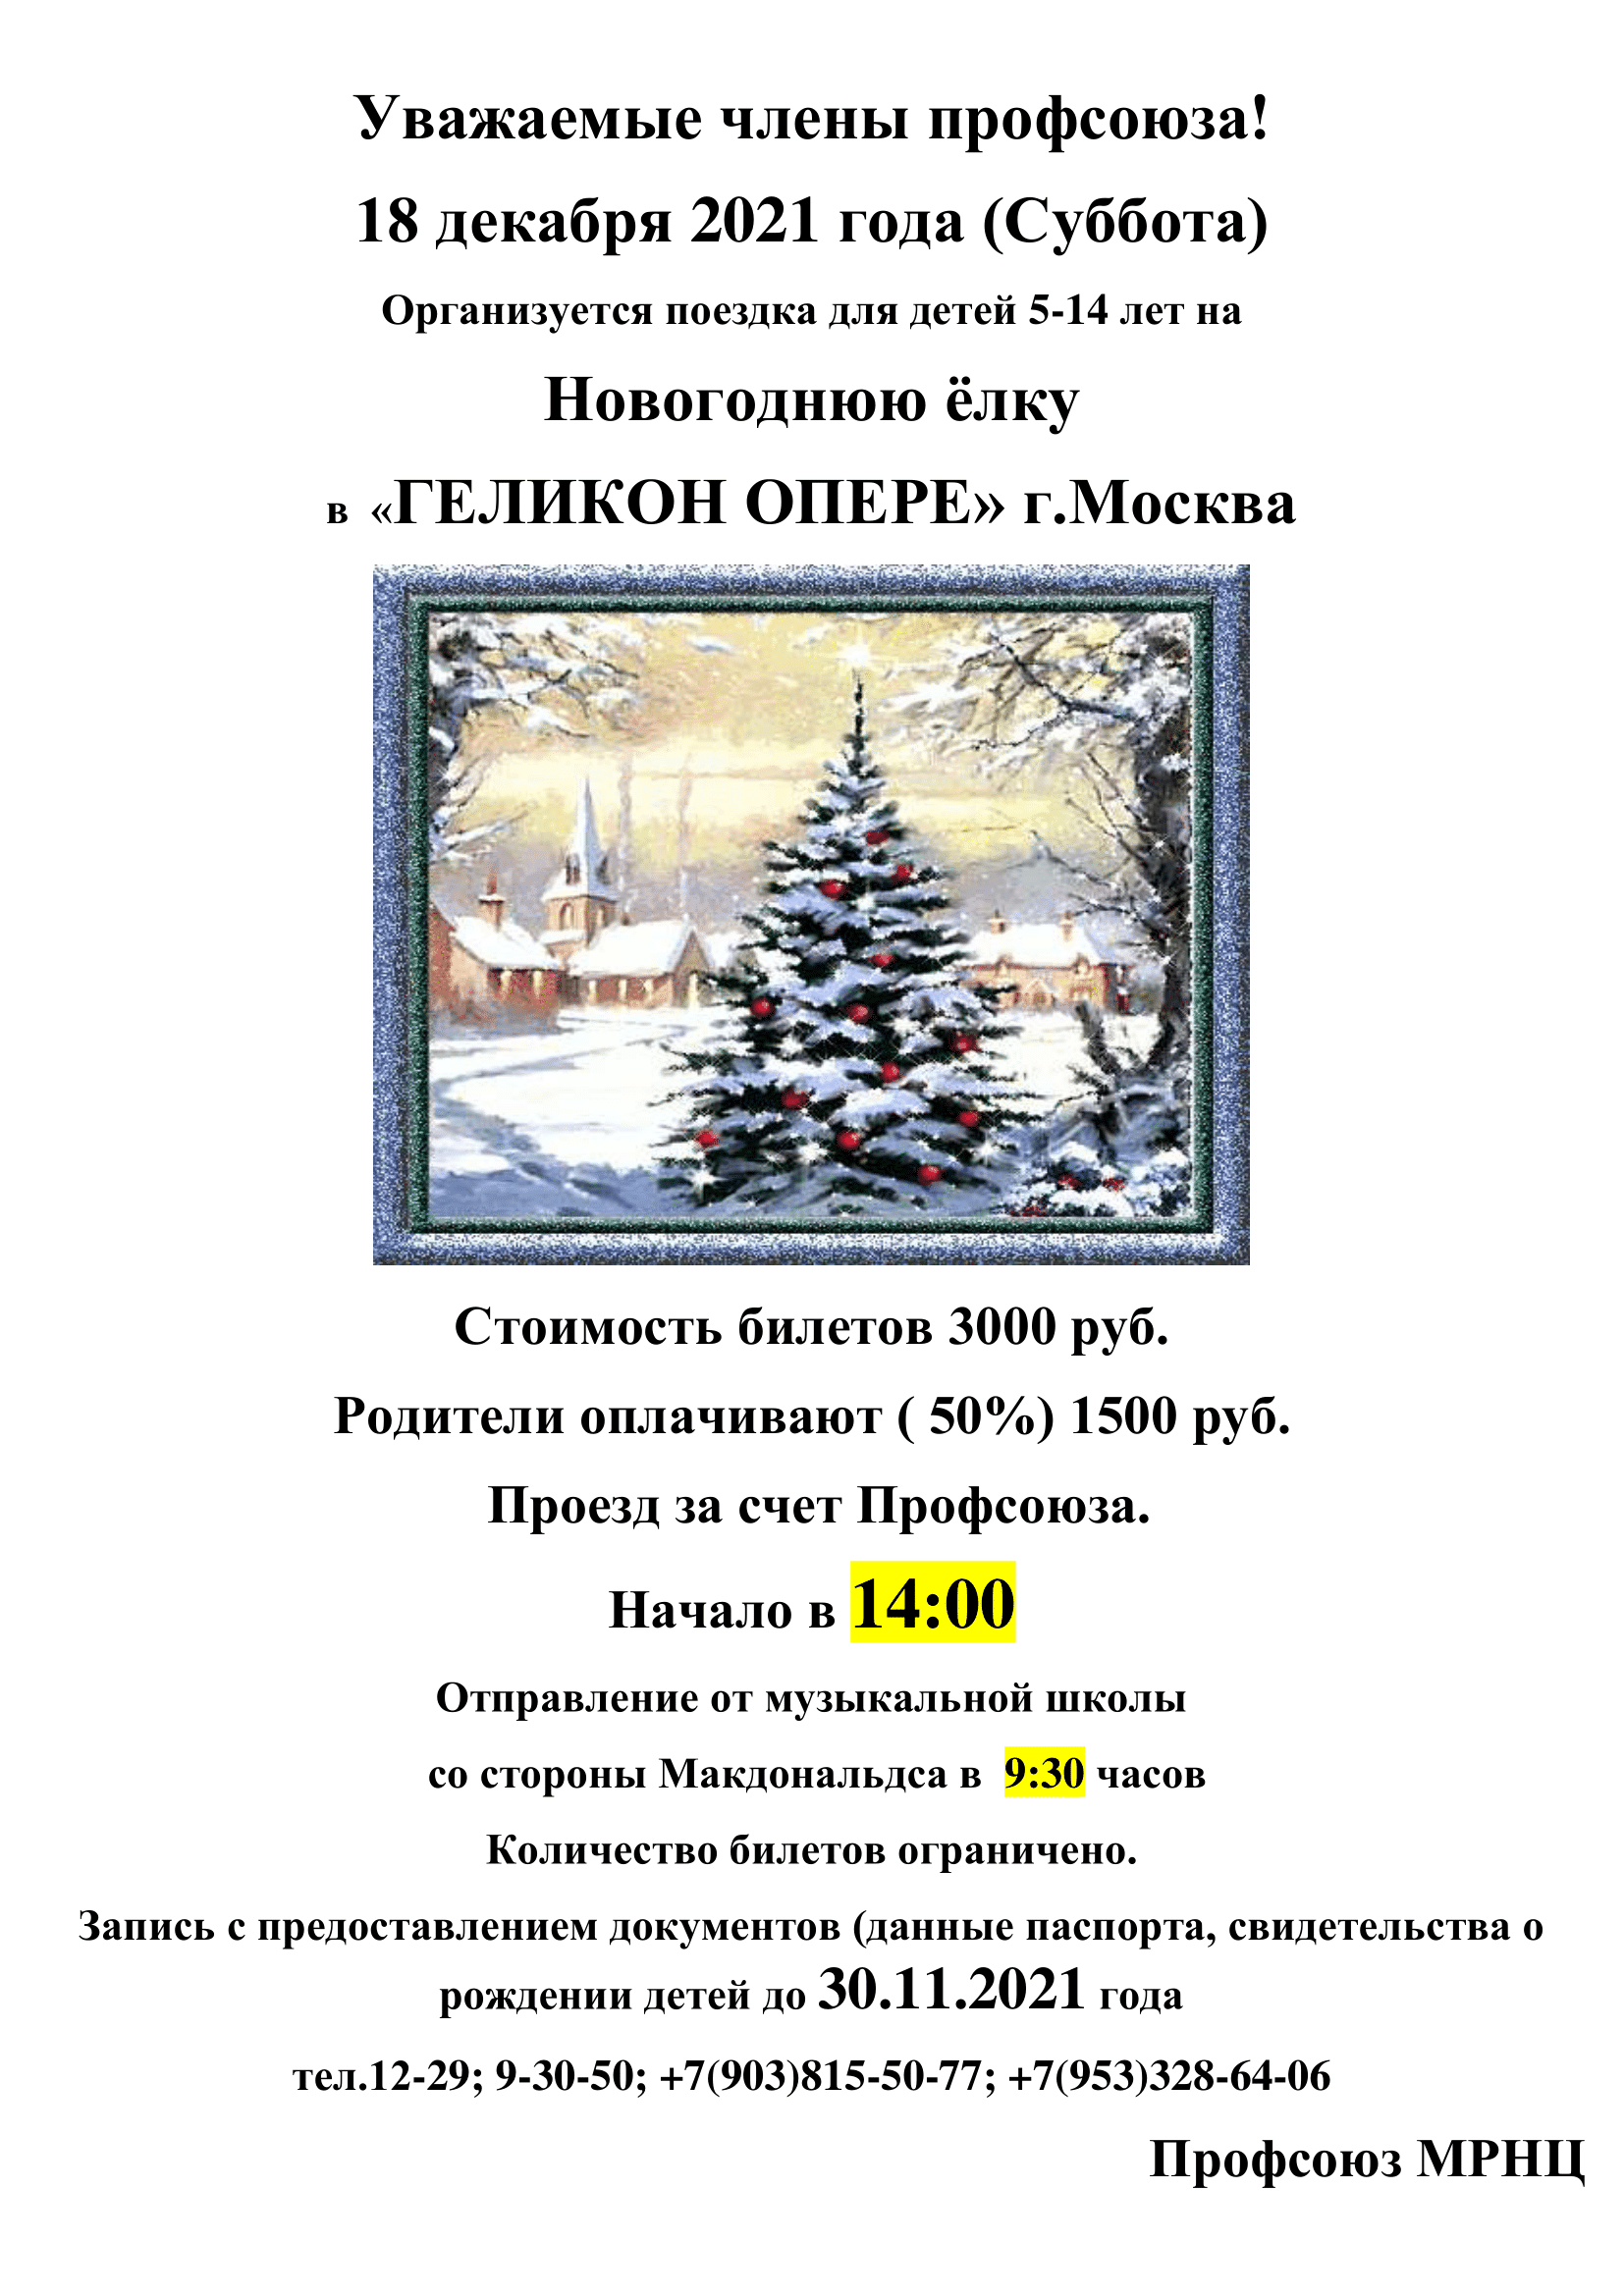 Уважаемые члены профсоюза!
18 декабря 2021 года (Суббота)
Организуется поездка для детей 5-14 лет на
Новогоднюю ёлку
в «ГЕЛИКОН ОПЕРЕ» г.Москва
Стоимость билетов 3000 руб.
Родители оплачивают ( 50%) 1500 руб.
Проезд за счет Профсоюза.
Начало в 14:00
Отправление от музыкальной школы
со стороны Макдональдса в 9:30 часов
Количество билетов ограничено.
Запись с предоставлением документов (данные паспорта, свидетельства о
рождении детей до 30.11.2021 года
тел.12-29; 9-30-50; +7(903)815-50-77; +7(953)328-64-06
Профсоюз МРНЦ